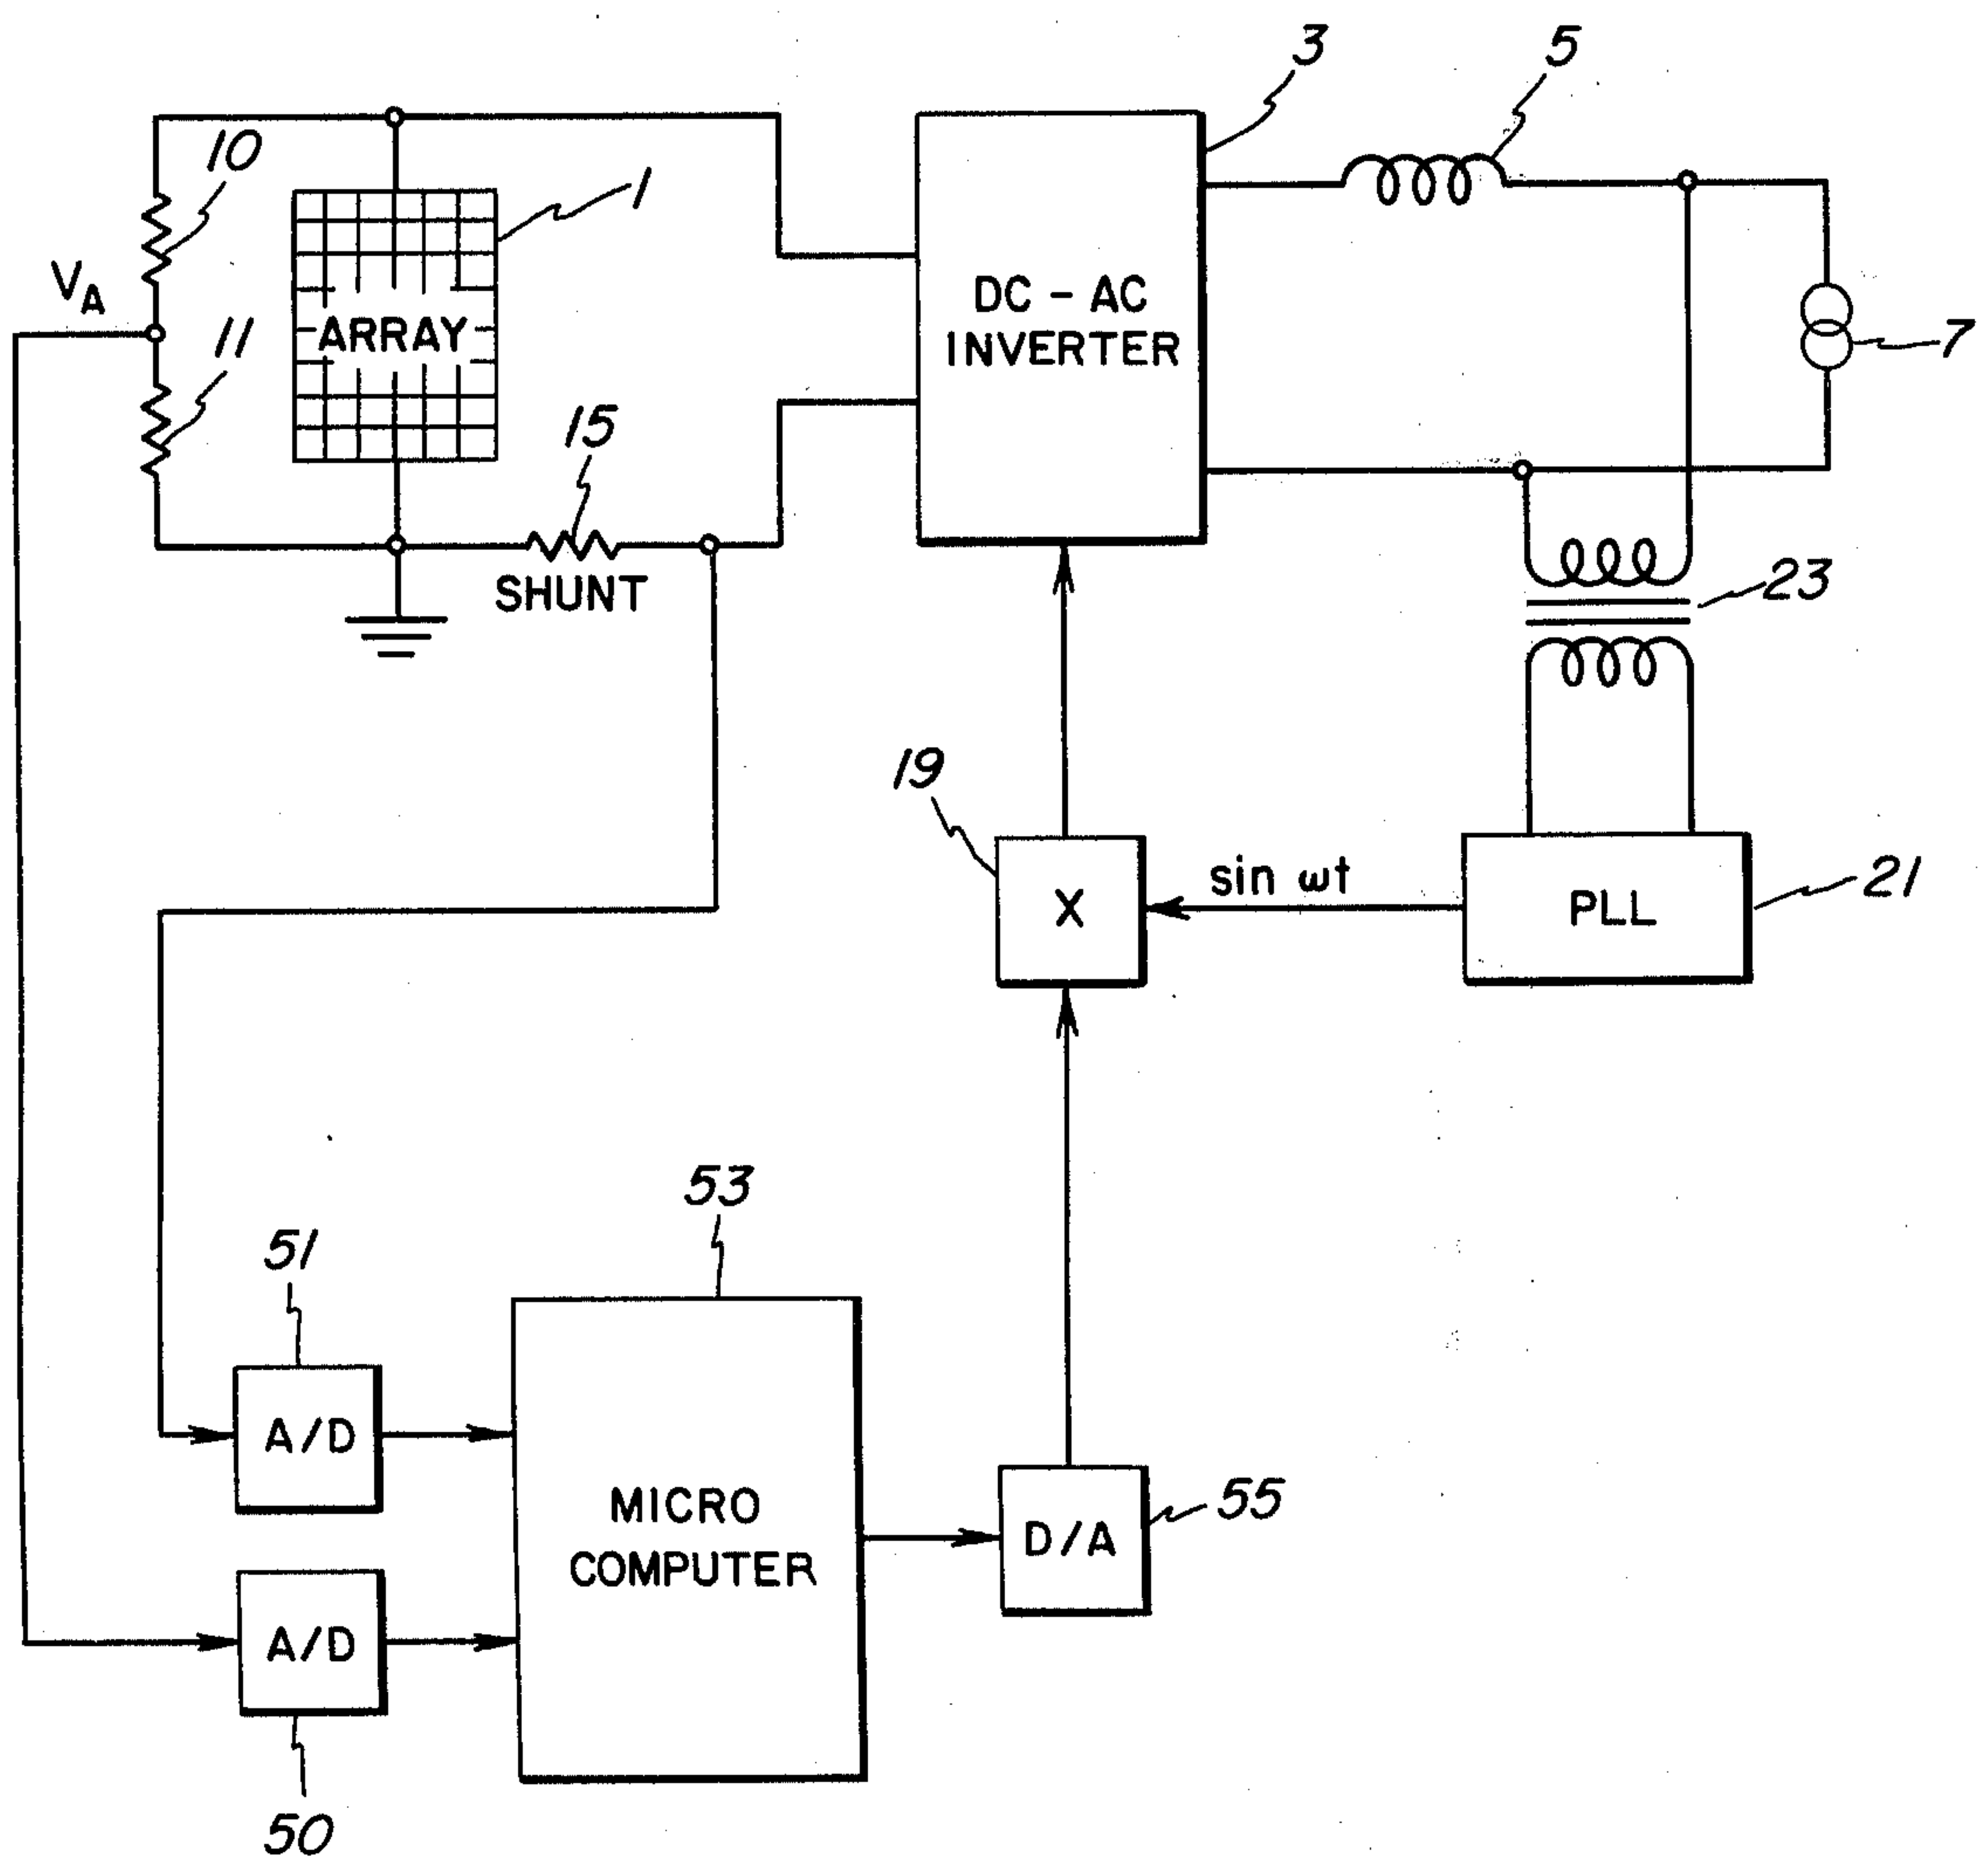 3
5
10
1
V_A
ARRAY
DC - AC
INVERTER
7
11
15
SHUNT
23
19
X
sin ωt
PLL
21
53
51
A/D
MICRO
COMPUTER
D/A
55
A/D
50